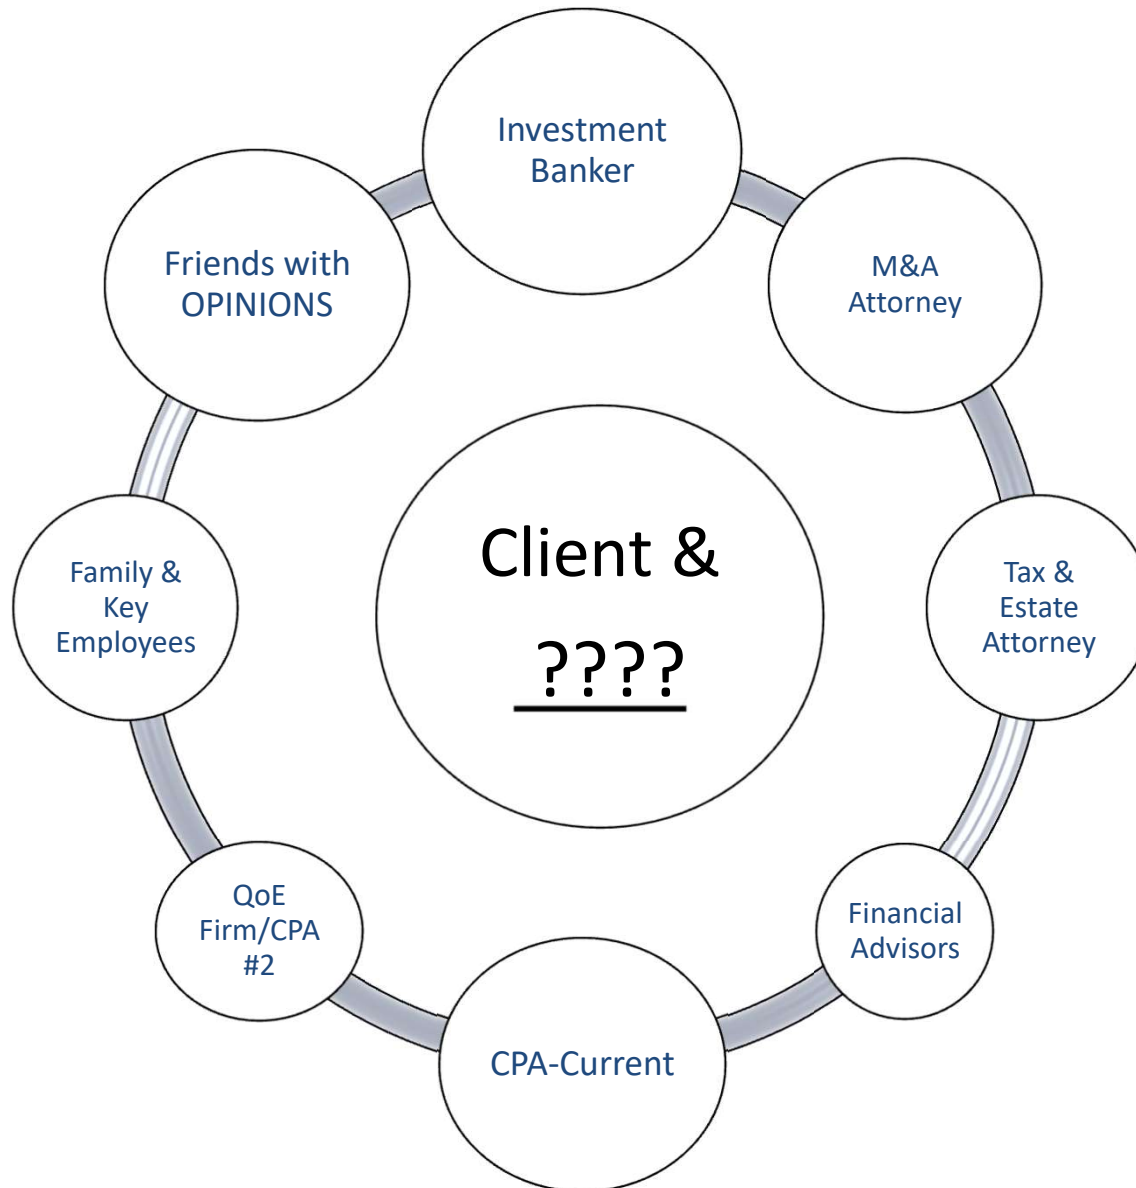 Investment
Banker
M&A
Attorney
Tax &
Estate
Attorney
Financial
Advisors
CPA-Current
QoE
Firm/CPA
#2
Family &
Key
Employees
Friends with
OPINIONS
Client &
????